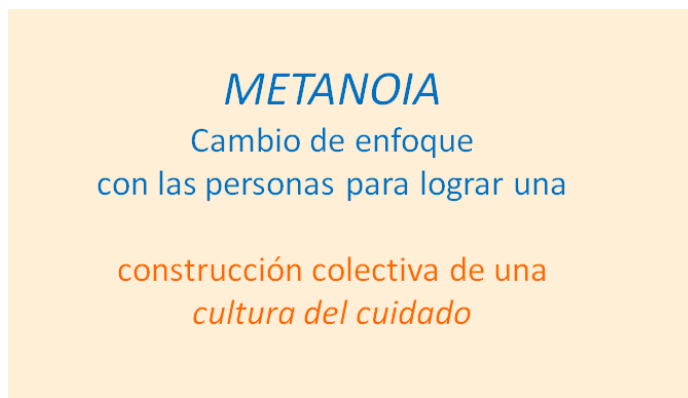 METANOIA
Cambio de enfoque
con las personas para lograr una
construcción colectiva de una
cultura del cuidado